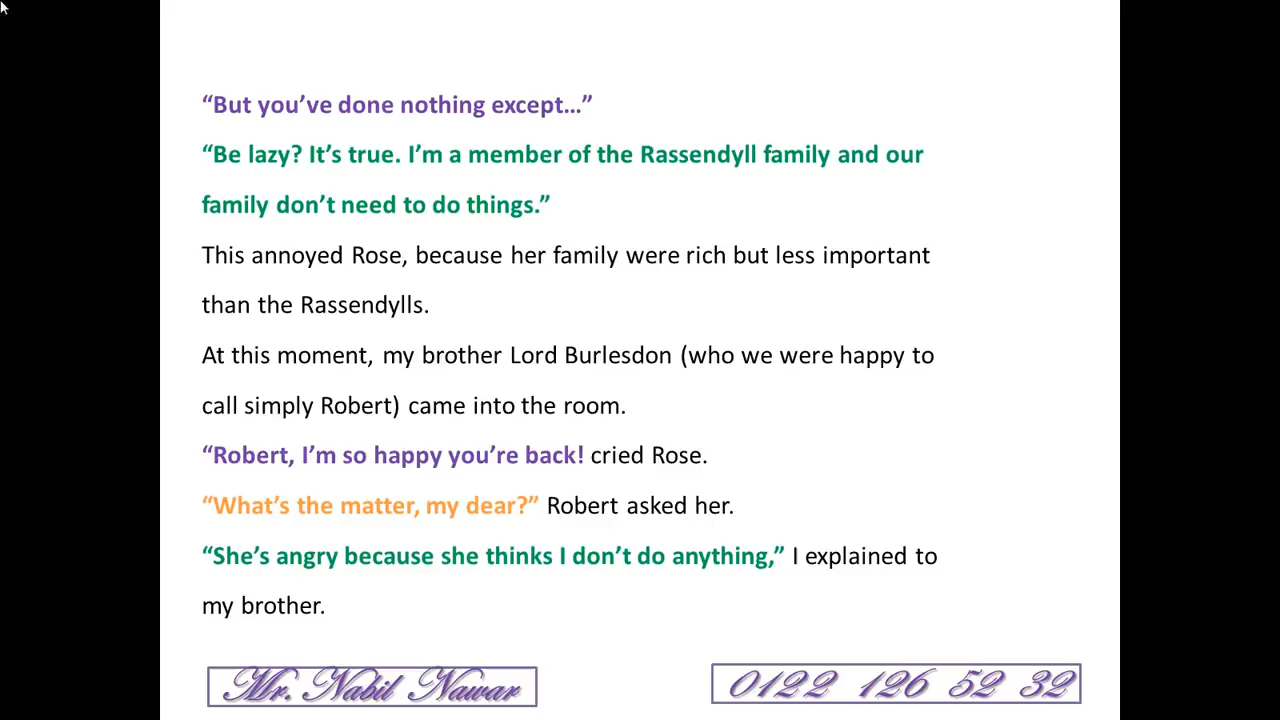 “But you’ve done nothing except…”
“Be lazy? It’s true. I’m a member of the Rassendyll family and our
family don’t need to do things.”
This annoyed Rose, because her family were rich but less important
than the Rassendylls.
At this moment, my brother Lord Burlesdon (who we were happy to
call simply Robert) came into the room.
“Robert, I’m so happy you’re back! cried Rose.
“What’s the matter, my dear?” Robert asked her.
“She’s angry because she thinks I don’t do anything,” I explained to
my brother.
Mr. Nabil Nawar
0122 126 52 32